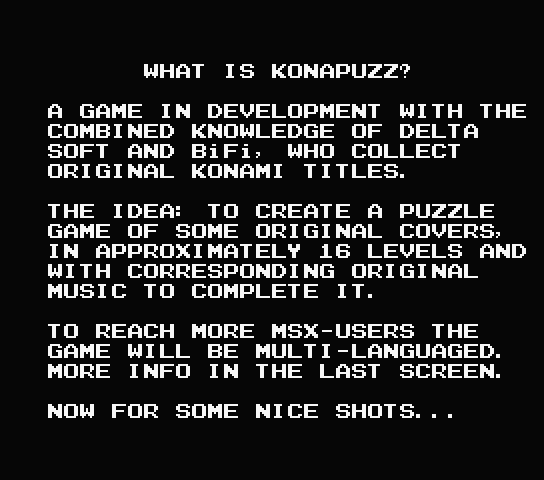 WHAT IS KONAPUZZ?
A GAME IN DEVELOPMENT WITH THE
COMBINED KNOWLEDGE OF DELTA
SOFT AND BiFi, WHO COLLECT
ORIGINAL KONAMI TITLES.
THE IDEA: TO CREATE A PUZZLE
GAME OF SOME ORIGINAL COVERS,
IN APPROXIMATELY 16 LEVELS AND
WITH CORRESPONDING ORIGINAL
MUSIC TO COMPLETE IT.
TO REACH MORE MSX-USERS THE
GAME WILL BE MULTI-LANGUAGED.
MORE INFO IN THE LAST SCREEN.
NOW FOR SOME NICE SHOTS...